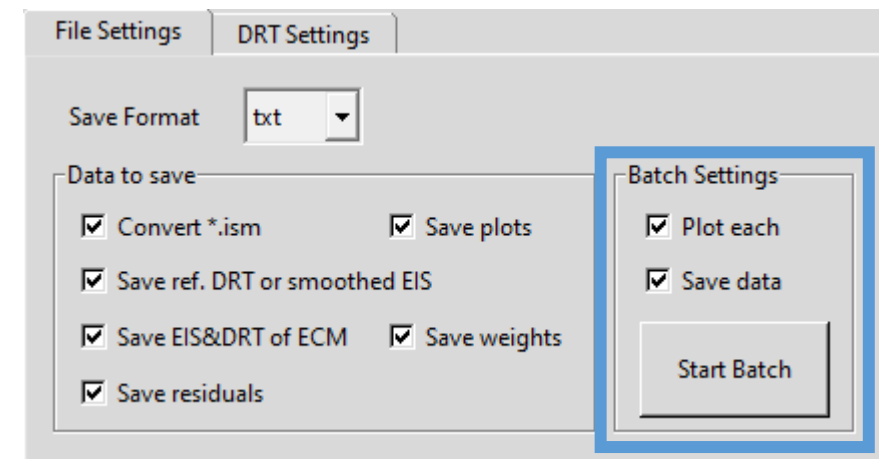 File Settings DRT Settings
Save Format txt
Data to save
Convert *.ism Save plots
Save ref. DRT or smoothed EIS
Save EIS&DRT of ECM Save weights
Save residuals
Batch Settings
Plot each
Save data
Start Batch